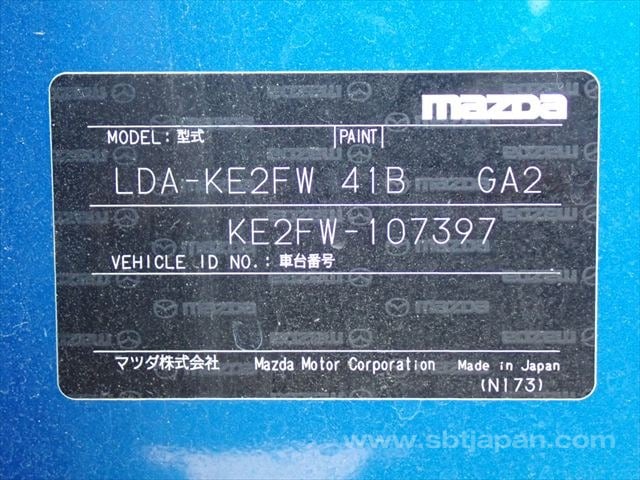 mazda
MODEL: 型式 PAINT
LDA-KE2FW 41B GA2
KE2FW-107397
VEHICLE ID NO.: 車台番号
マツダ株式会社 Mazda Motor Corporation Made in Japan
(N173)
www.sbtjapan.com